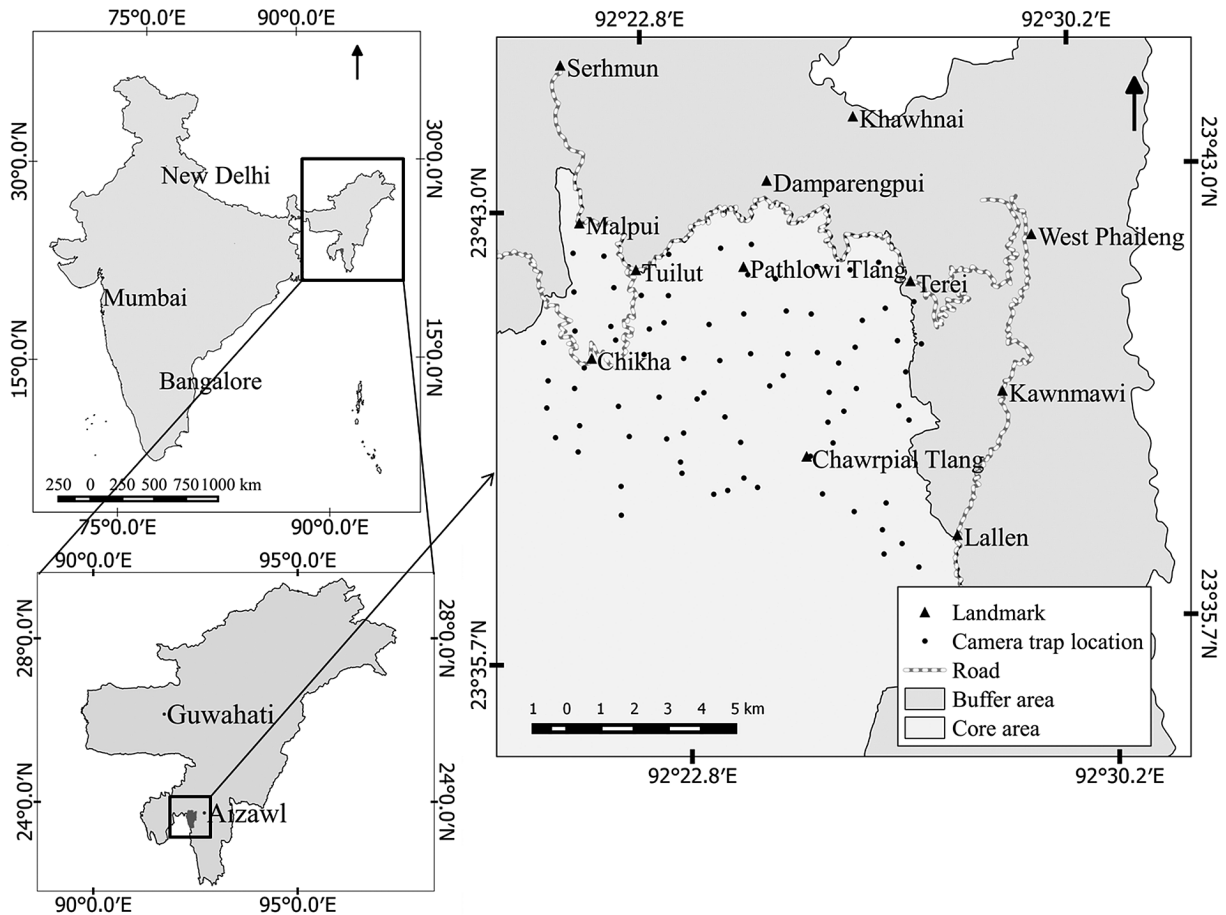 75°0.0′E 90°0.0′E
30°0.0′N
30°0.0′N
New Delhi
Mumbai
15°0.0′N
15°0.0′N
Bangalore
250 0 250 500 750 1000 km
75°0.0′E 90°0.0′E
90°0.0′E 95°0.0′E
28°0.0′N
28°0.0′N
Guwahati
24°0.0′N
24°0.0′N
Aizawl
90°0.0′E 95°0.0′E
92°22.8′E 92°30.2′E
Serhmun
Khawhnai
23°43.0′N
23°43.0′N
Damparengpui
Malpui
West Phaileng
Tuilut
Pathlowi Tlang
Terei
Chikha
Kawnmawi
Chawrpial Tlang
Lallen
23°35.7′N
23°35.7′N
Landmark
Camera trap location
Road
Buffer area
Core area
1 0 1 2 3 4 5 km
92°22.8′E 92°30.2′E